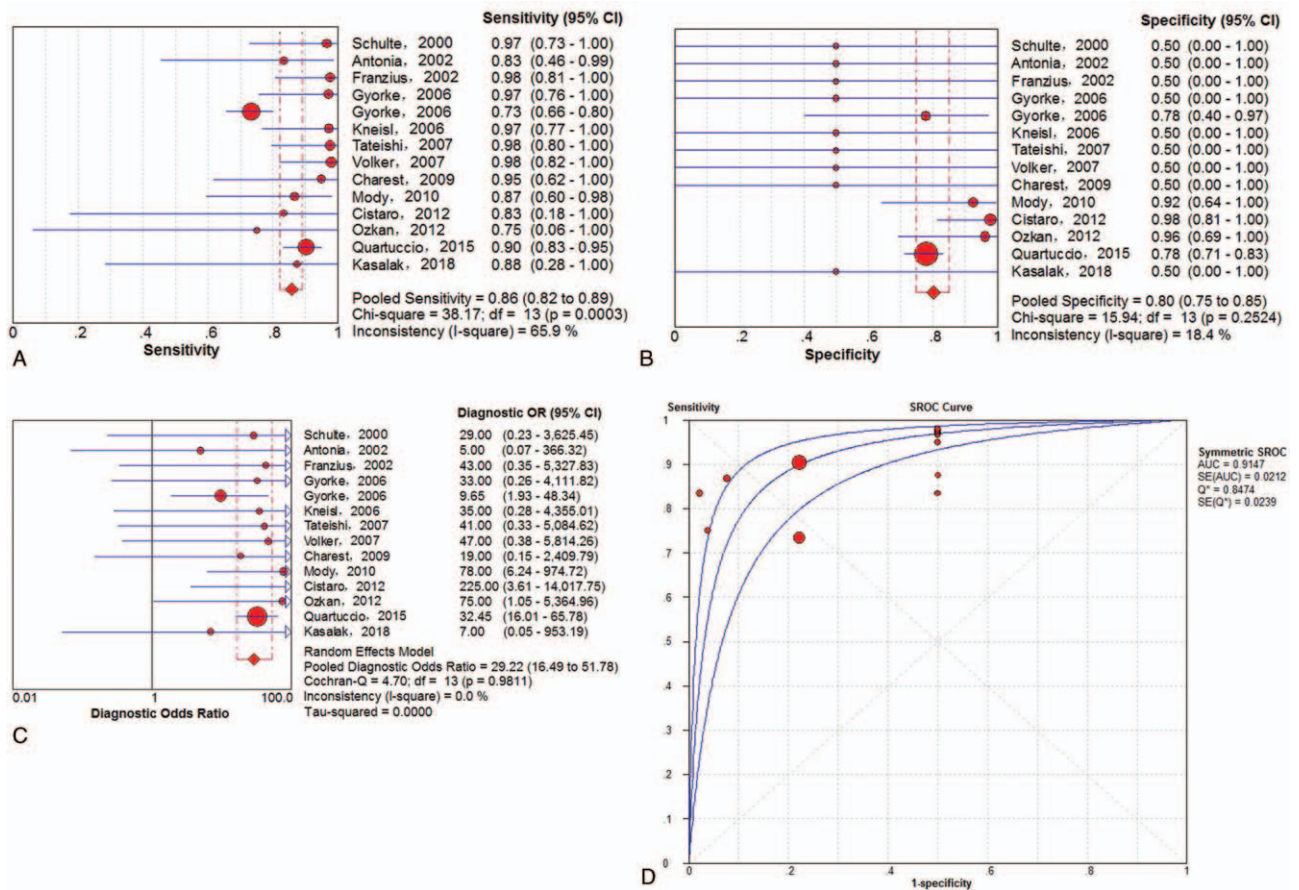 Sensitivity (95% CI)
Schulte, 2000 0.97 (0.73 - 1.00)
Antonia, 2002 0.83 (0.46 - 0.99)
Franzius, 2002 0.98 (0.81 - 1.00)
Gyorke, 2006 0.97 (0.76 - 1.00)
Gyorke, 2006 0.73 (0.66 - 0.80)
Kneisl, 2006 0.97 (0.77 - 1.00)
Tateishi, 2007 0.98 (0.80 - 1.00)
Volker, 2007 0.98 (0.82 - 1.00)
Charest, 2009 0.95 (0.62 - 1.00)
Mody, 2010 0.87 (0.60 - 0.98)
Cistaro, 2012 0.83 (0.18 - 1.00)
Ozkan, 2012 0.75 (0.06 - 1.00)
Quartuccio, 2015 0.90 (0.83 - 0.95)
Kasalak, 2018 0.88 (0.28 - 1.00)
Pooled Sensitivity = 0.86 (0.82 to 0.89)
Chi-square = 38.17; df = 13 (p = 0.0003)
Inconsistency (I-square) = 65.9 %
0 .2 .4 .6 .8 1
Sensitivity
A
Specificity (95% CI)
Schulte, 2000 0.50 (0.00 - 1.00)
Antonia, 2002 0.50 (0.00 - 1.00)
Franzius, 2002 0.50 (0.00 - 1.00)
Gyorke, 2006 0.50 (0.00 - 1.00)
Gyorke, 2006 0.78 (0.40 - 0.97)
Kneisl, 2006 0.50 (0.00 - 1.00)
Tateishi, 2007 0.50 (0.00 - 1.00)
Volker, 2007 0.50 (0.00 - 1.00)
Charest, 2009 0.50 (0.00 - 1.00)
Mody, 2010 0.92 (0.64 - 1.00)
Cistaro, 2012 0.98 (0.81 - 1.00)
Ozkan, 2012 0.96 (0.69 - 1.00)
Quartuccio, 2015 0.78 (0.71 - 0.83)
Kasalak, 2018 0.50 (0.00 - 1.00)
Pooled Specificity = 0.80 (0.75 to 0.85)
Chi-square = 15.94; df = 13 (p = 0.2524)
Inconsistency (I-square) = 18.4 %
0 .2 .4 .6 .8 1
Specificity
B
Diagnostic OR (95% CI)
Schulte, 2000 29.00 (0.23 - 3,625.45)
Antonia, 2002 5.00 (0.07 - 366.32)
Franzius, 2002 43.00 (0.35 - 5,327.83)
Gyorke, 2006 33.00 (0.26 - 4,111.82)
Gyorke, 2006 9.65 (1.93 - 48.34)
Kneisl, 2006 35.00 (0.28 - 4,355.01)
Tateishi, 2007 41.00 (0.33 - 5,084.62)
Volker, 2007 47.00 (0.38 - 5,814.26)
Charest, 2009 19.00 (0.15 - 2,409.79)
Mody, 2010 78.00 (6.24 - 974.72)
Cistaro, 2012 225.00 (3.61 - 14,017.75)
Ozkan, 2012 75.00 (1.05 - 5,364.96)
Quartuccio, 2015 32.45 (16.01 - 65.78)
Kasalak, 2018 7.00 (0.05 - 953.19)
Random Effects Model
Pooled Diagnostic Odds Ratio = 29.22 (16.49 to 51.78)
Cochran-Q = 4.70; df = 13 (p = 0.9811)
Inconsistency (I-square) = 0.0 %
Tau-squared = 0.0000
0.01 1 100.0
Diagnostic Odds Ratio
C
Sensitivity SROC Curve
1
.9
.8
.7
.6
.5
.4
.3
.2
.1
0
0 .2 .4 .6 .8 1
1-specificity
Symmetric SROC
AUC = 0.9147
SE(AUC) = 0.0212
Q* = 0.8474
SE(Q*) = 0.0239
D